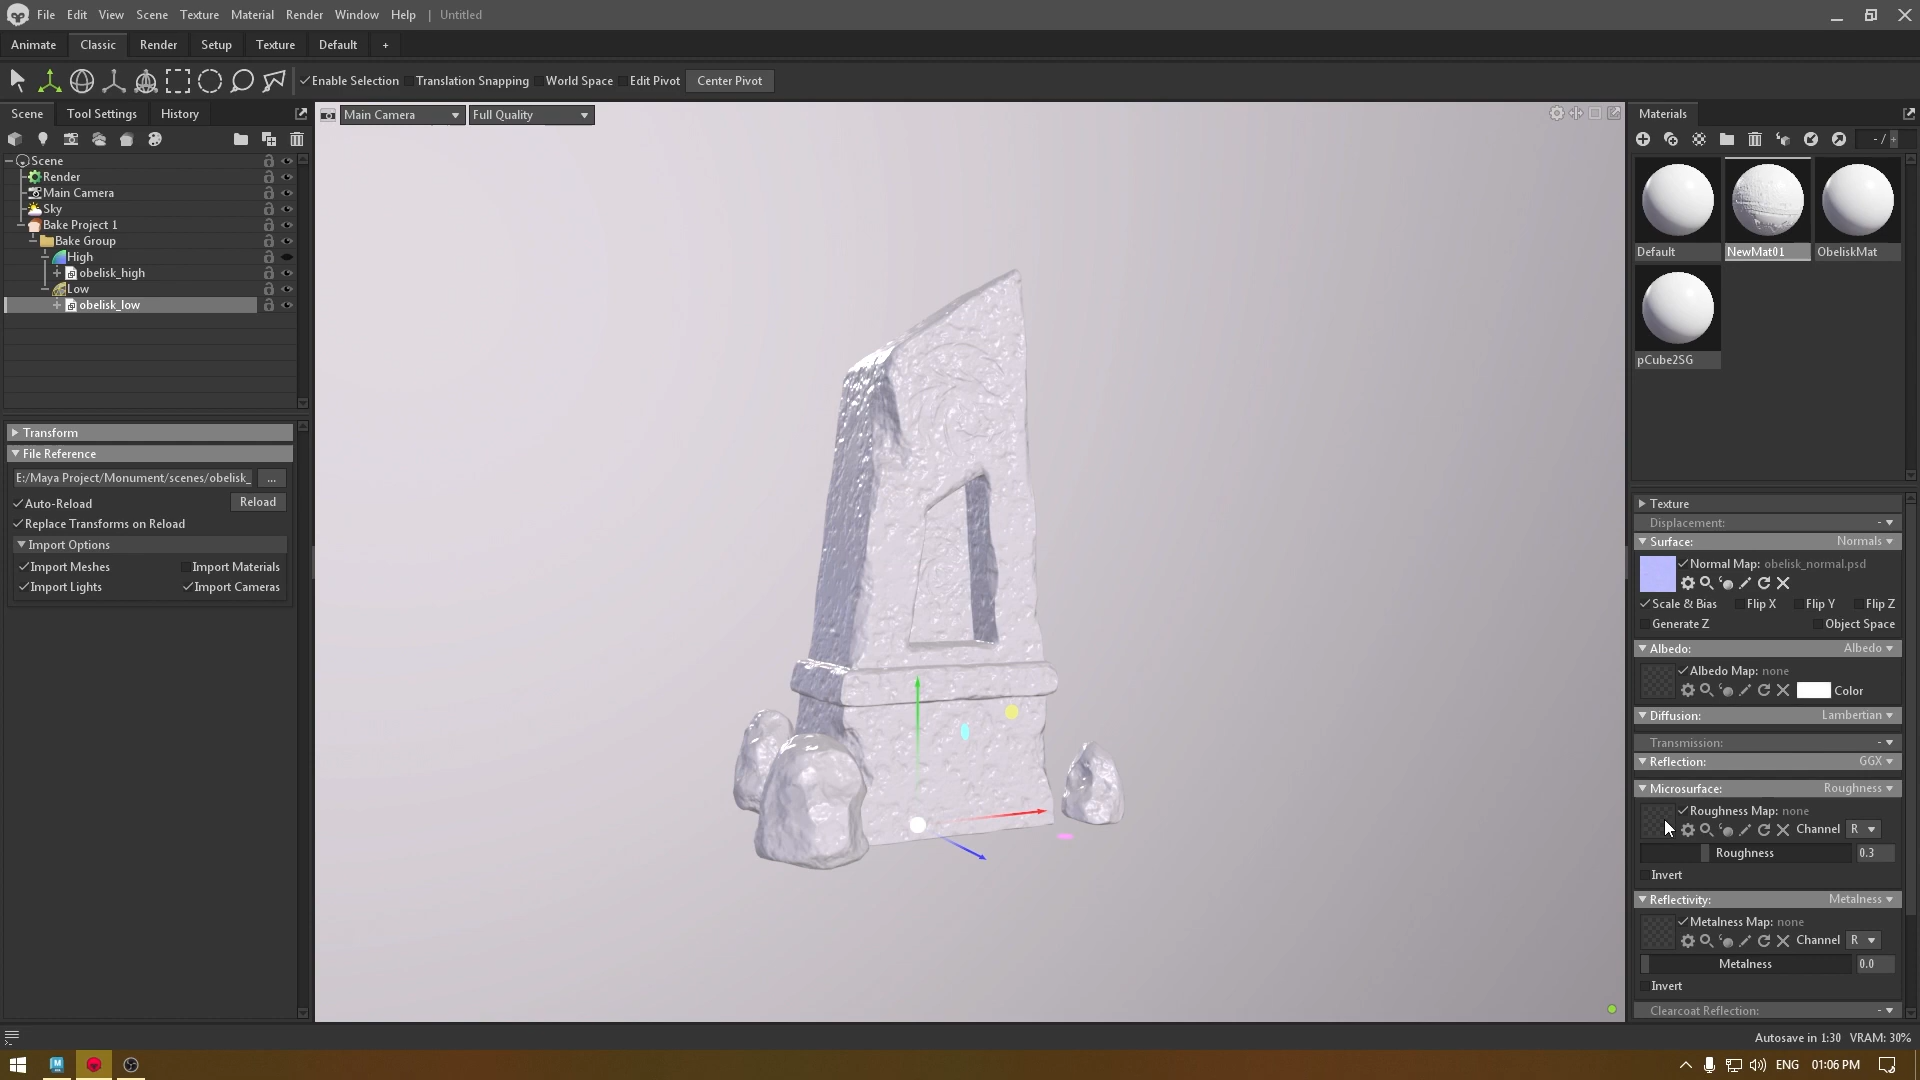 File Edit View Scene Texture Material Render Window Help | Untitled
Animate Classic Render Setup Texture Default +
Enable Selection Translation Snapping World Space Edit Pivot Center Pivot
Scene Tool Settings History
Main Camera Full Quality
Materials
- / +
Scene
Render
Main Camera
Sky
Bake Project 1
Bake Group
High
obelisk_high
Low
obelisk_low
Default NewMat01 ObeliskMat
pCube2SG
Transform
File Reference
E:/Maya Project/Monument/scenes/obelisk_ ...
Auto-Reload Reload
Replace Transforms on Reload
Import Options
Import Meshes Import Materials
Import Lights Import Cameras
Texture
Displacement: -
Surface: Normals
Normal Map: obelisk_normal.psd
Scale & Bias Flip X Flip Y Flip Z
Generate Z Object Space
Albedo: Albedo
Albedo Map: none
Color
Diffusion: Lambertian
Transmission: -
Reflection: GGX
Microsurface: Roughness
Roughness Map: none
Channel R
Roughness 0.3
Invert
Reflectivity: Metalness
Metalness Map: none
Channel R
Metalness 0.0
Invert
Clearcoat Reflection: -
Autosave in 1:30 VRAM: 30%
M ENG 01:06 PM